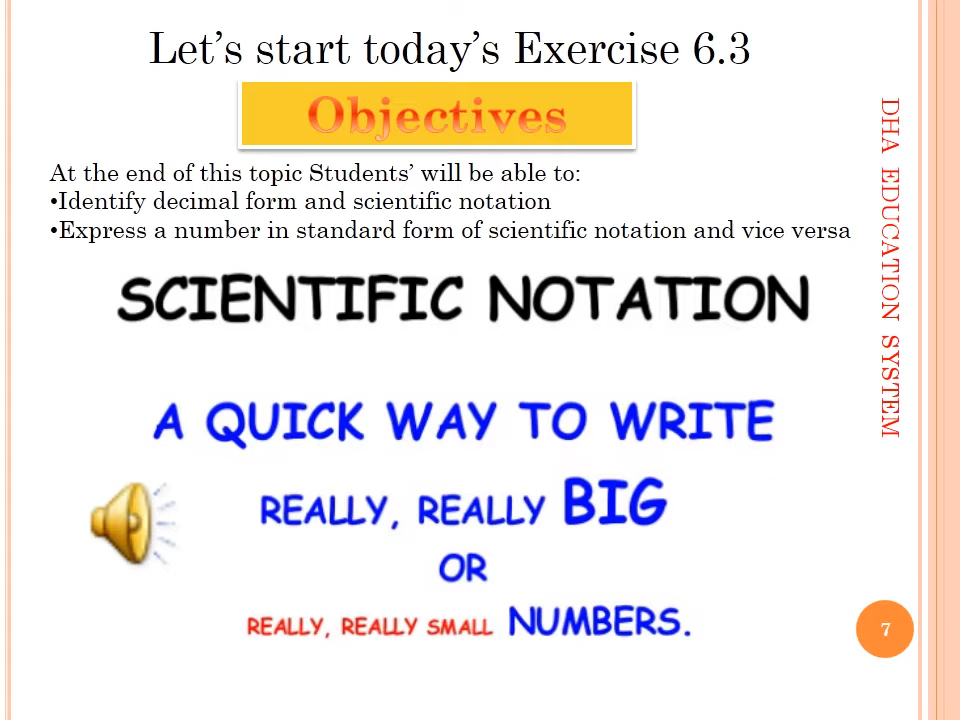 Let's start today's Exercise 6.3
Objectives
At the end of this topic Students' will be able to:
•Identify decimal form and scientific notation
•Express a number in standard form of scientific notation and vice versa
SCIENTIFIC NOTATION
A QUICK WAY TO WRITE
REALLY, REALLY BIG
OR
REALLY, REALLY SMALL NUMBERS.
DHA EDUCATION SYSTEM
7